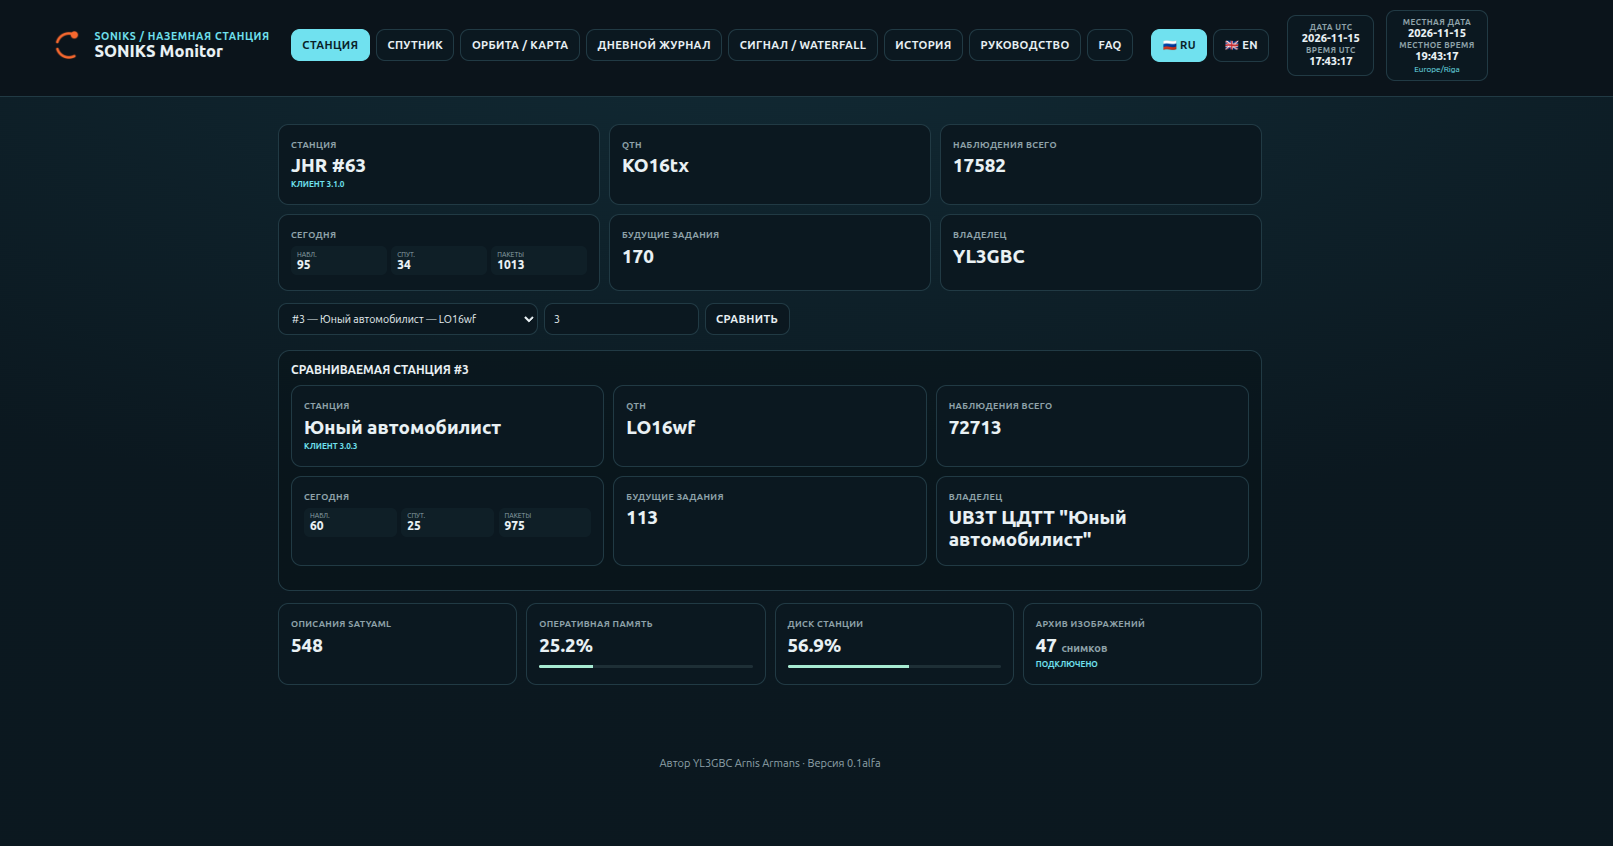 SONIKS / НАЗЕМНАЯ СТАНЦИЯ
SONIKS Monitor
СТАНЦИЯ
СПУТНИК
ОРБИТА / КАРТА
ДНЕВНОЙ ЖУРНАЛ
СИГНАЛ / WATERFALL
ИСТОРИЯ
РУКОВОДСТВО
FAQ
RU
EN
ДАТА UTC
2026-11-15
ВРЕМЯ UTC
17:43:17
МЕСТНАЯ ДАТА
2026-11-15
МЕСТНОЕ ВРЕМЯ
19:43:17
Europe/Riga
СТАНЦИЯ
JHR #63
КЛИЕНТ 3.1.0
QTH
KO16tx
НАБЛЮДЕНИЯ ВСЕГО
17582
СЕГОДНЯ
НАБЛ.
95
СПУТ.
34
ПАКЕТЫ
1013
БУДУЩИЕ ЗАДАНИЯ
170
ВЛАДЕЛЕЦ
YL3GBC
#3 — Юный автомобилист — LO16wf
3
СРАВНИТЬ
СРАВНИВАЕМАЯ СТАНЦИЯ #3
СТАНЦИЯ
Юный автомобилист
КЛИЕНТ 3.0.3
QTH
LO16wf
НАБЛЮДЕНИЯ ВСЕГО
72713
СЕГОДНЯ
НАБЛ.
60
СПУТ.
25
ПАКЕТЫ
975
БУДУЩИЕ ЗАДАНИЯ
113
ВЛАДЕЛЕЦ
UB3T ЦДТТ "Юный
автомобилист"
ОПИСАНИЯ SATYAML
548
ОПЕРАТИВНАЯ ПАМЯТЬ
25.2%
ДИСК СТАНЦИИ
56.9%
АРХИВ ИЗОБРАЖЕНИЙ
47 СНИМКОВ
ПОДКЛЮЧЕНО
Автор YL3GBC Arnis Armans · Версия 0.1alfa